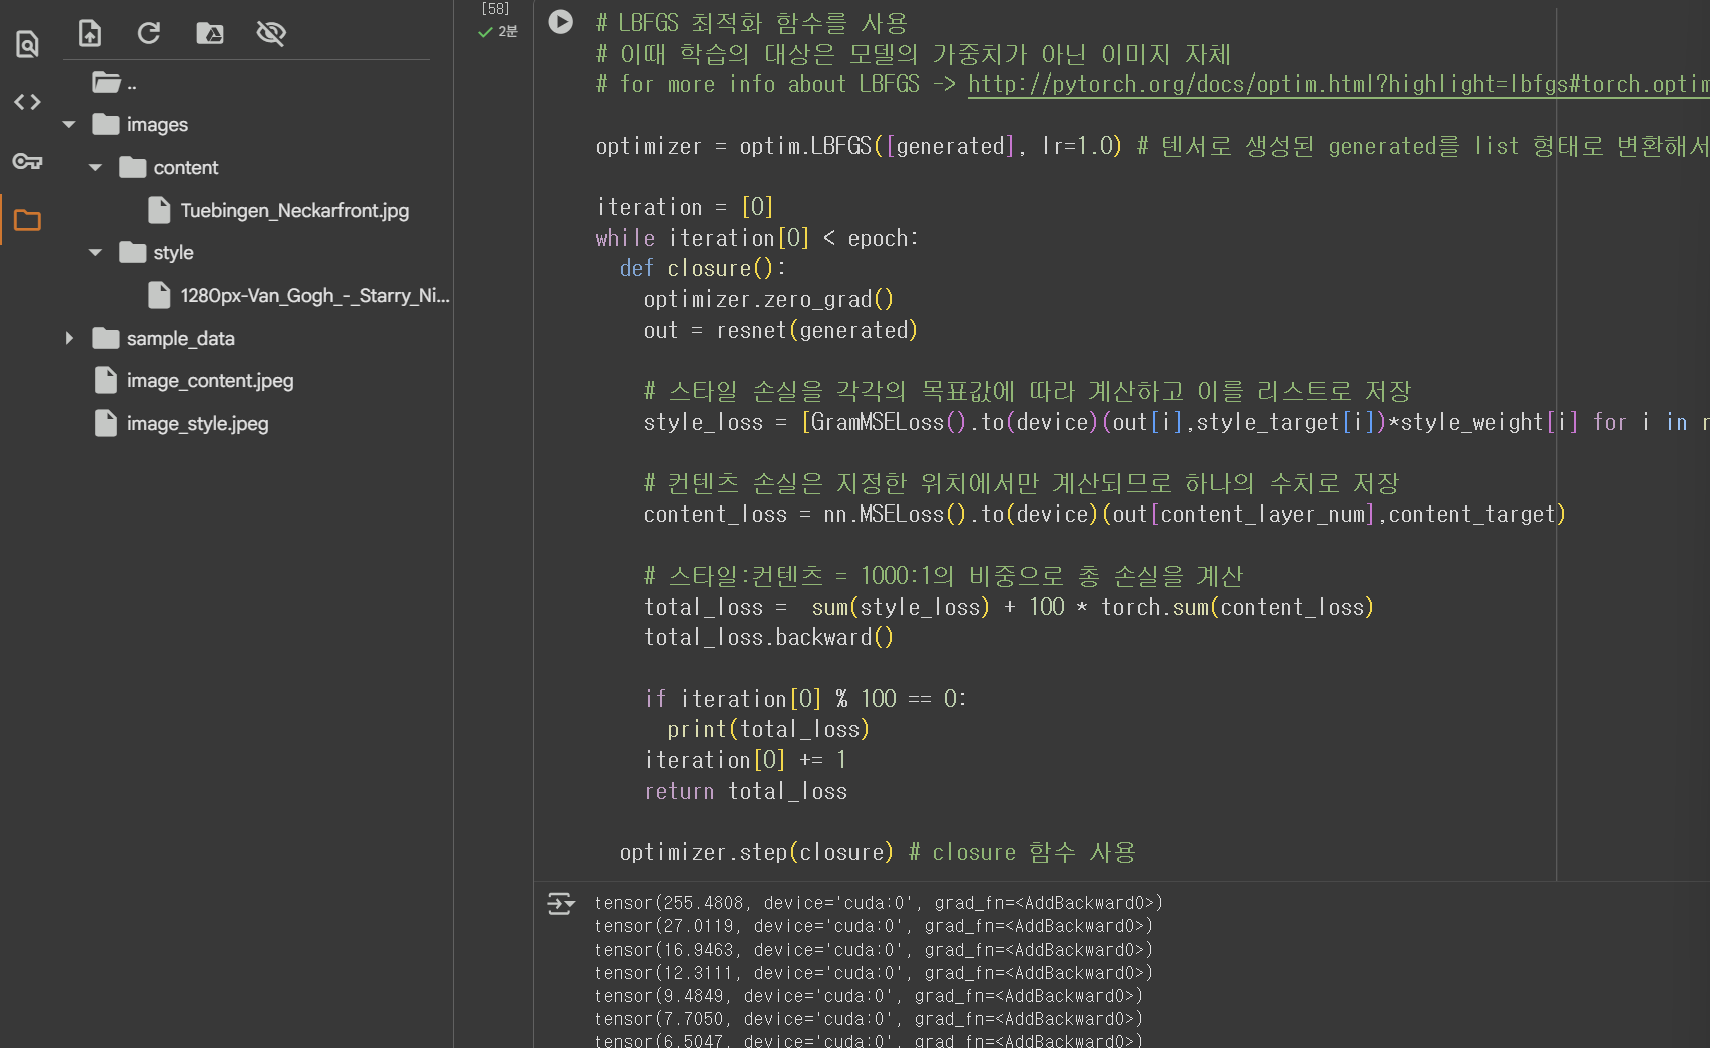 ..
images
content
Tuebingen_Neckarfront.jpg
style
1280px-Van_Gogh_-_Starry_Ni...
sample_data
image_content.jpeg
image_style.jpeg
[58]
2분
# LBFGS 최적화 함수를 사용
# 이때 학습의 대상은 모델의 가중치가 아닌 이미지 자체
# for more info about LBFGS -> http://pytorch.org/docs/optim.html?highlight=lbfgs#torch.optim
optimizer = optim.LBFGS([generated], lr=1.0) # 텐서로 생성된 generated를 list 형태로 변환해서
iteration = [0]
while iteration[0] < epoch:
def closure():
optimizer.zero_grad()
out = resnet(generated)
# 스타일 손실을 각각의 목표값에 따라 계산하고 이를 리스트로 저장
style_loss = [GramMSELoss().to(device)(out[i],style_target[i])*style_weight[i] for i in
# 컨텐츠 손실은 지정한 위치에서만 계산되므로 하나의 수치로 저장
content_loss = nn.MSELoss().to(device)(out[content_layer_num],content_target)
# 스타일:컨텐츠 = 1000:1의 비중으로 총 손실을 계산
total_loss =  sum(style_loss) + 100 * torch.sum(content_loss)
total_loss.backward()
if iteration[0] % 100 == 0:
print(total_loss)
iteration[0] += 1
return total_loss
optimizer.step(closure) # closure 함수 사용
tensor(255.4808, device='cuda:0', grad_fn=<AddBackward0>)
tensor(27.0119, device='cuda:0', grad_fn=<AddBackward0>)
tensor(16.9463, device='cuda:0', grad_fn=<AddBackward0>)
tensor(12.3111, device='cuda:0', grad_fn=<AddBackward0>)
tensor(9.4849, device='cuda:0', grad_fn=<AddBackward0>)
tensor(7.7050, device='cuda:0', grad_fn=<AddBackward0>)
tensor(6.5047, device='cuda:0', grad_fn=<AddBackward0>)